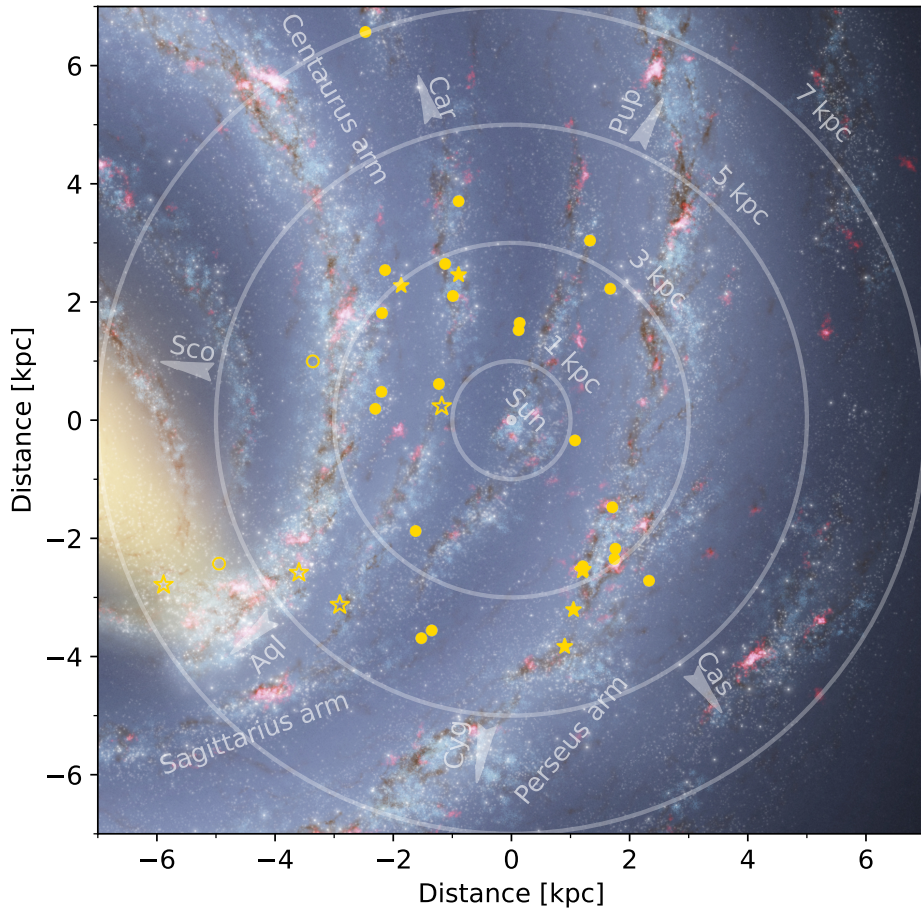 Centaurus arm
Car
Pup
7 kpc
5 kpc
3 kpc
1 kpc
Sco
Sun
Aql
Sagittarius arm
Cyg
Perseus arm
Cas
6
4
2
0
−2
−4
−6
Distance [kpc]
−6 −4 −2 0 2 4 6
Distance [kpc]